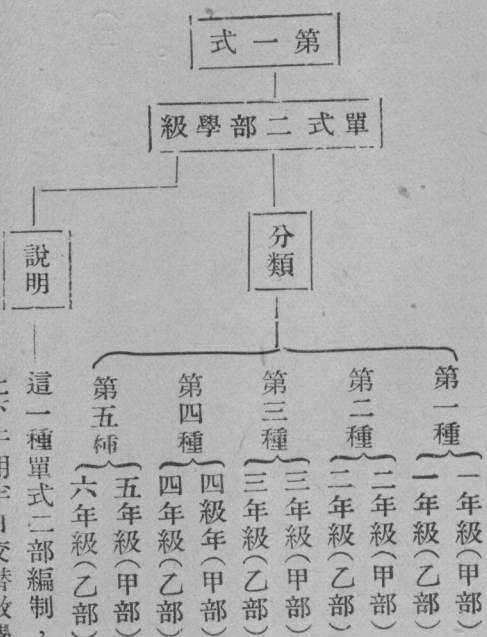 第一式
單式二部學級
分類
第一種
一年級(甲部)
一年級(乙部)
第二種
二年級(甲部)
二年級(乙部)
第三種
三年級(甲部)
三年級(乙部)
第四種
四級年(甲部)
四年級(乙部)
第五種
五年級(甲部)
六年級(乙部)
說明
這一種單式二部編制,